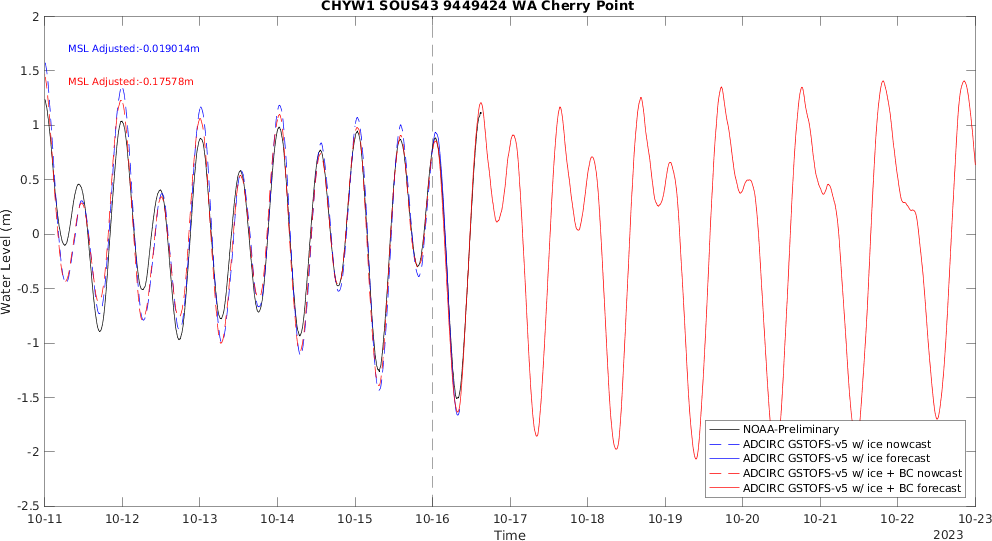 CHYW1 SOUS43 9449424 WA Cherry Point
MSL Adjusted:-0.019014m
MSL Adjusted:-0.17578m
Water Level (m)
2
1.5
1
0.5
0
-0.5
-1
-1.5
-2
-2.5
NOAA-Preliminary
ADCIRC GSTOFS-v5 w/ ice nowcast
ADCIRC GSTOFS-v5 w/ ice forecast
ADCIRC GSTOFS-v5 w/ ice + BC nowcast
ADCIRC GSTOFS-v5 w/ ice + BC forecast
10-11 10-12 10-13 10-14 10-15 10-16 10-17 10-18 10-19 10-20 10-21 10-22 10-23
Time
2023